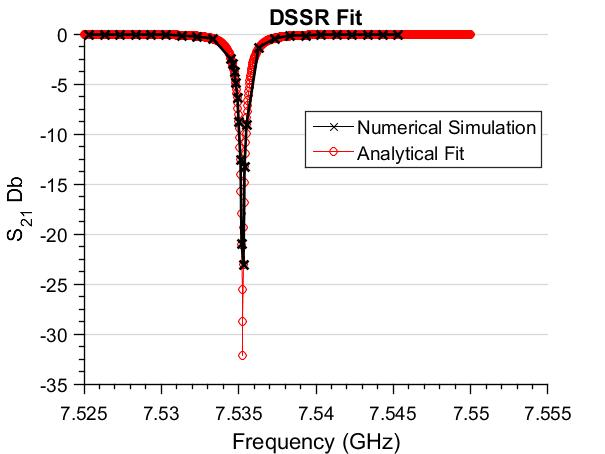 DSSR Fit
0
-5
-10
-15
-20
-25
-30
-35
S21 Db
Numerical Simulation
Analytical Fit
7.525 7.53 7.535 7.54 7.545 7.55 7.555
Frequency (GHz)